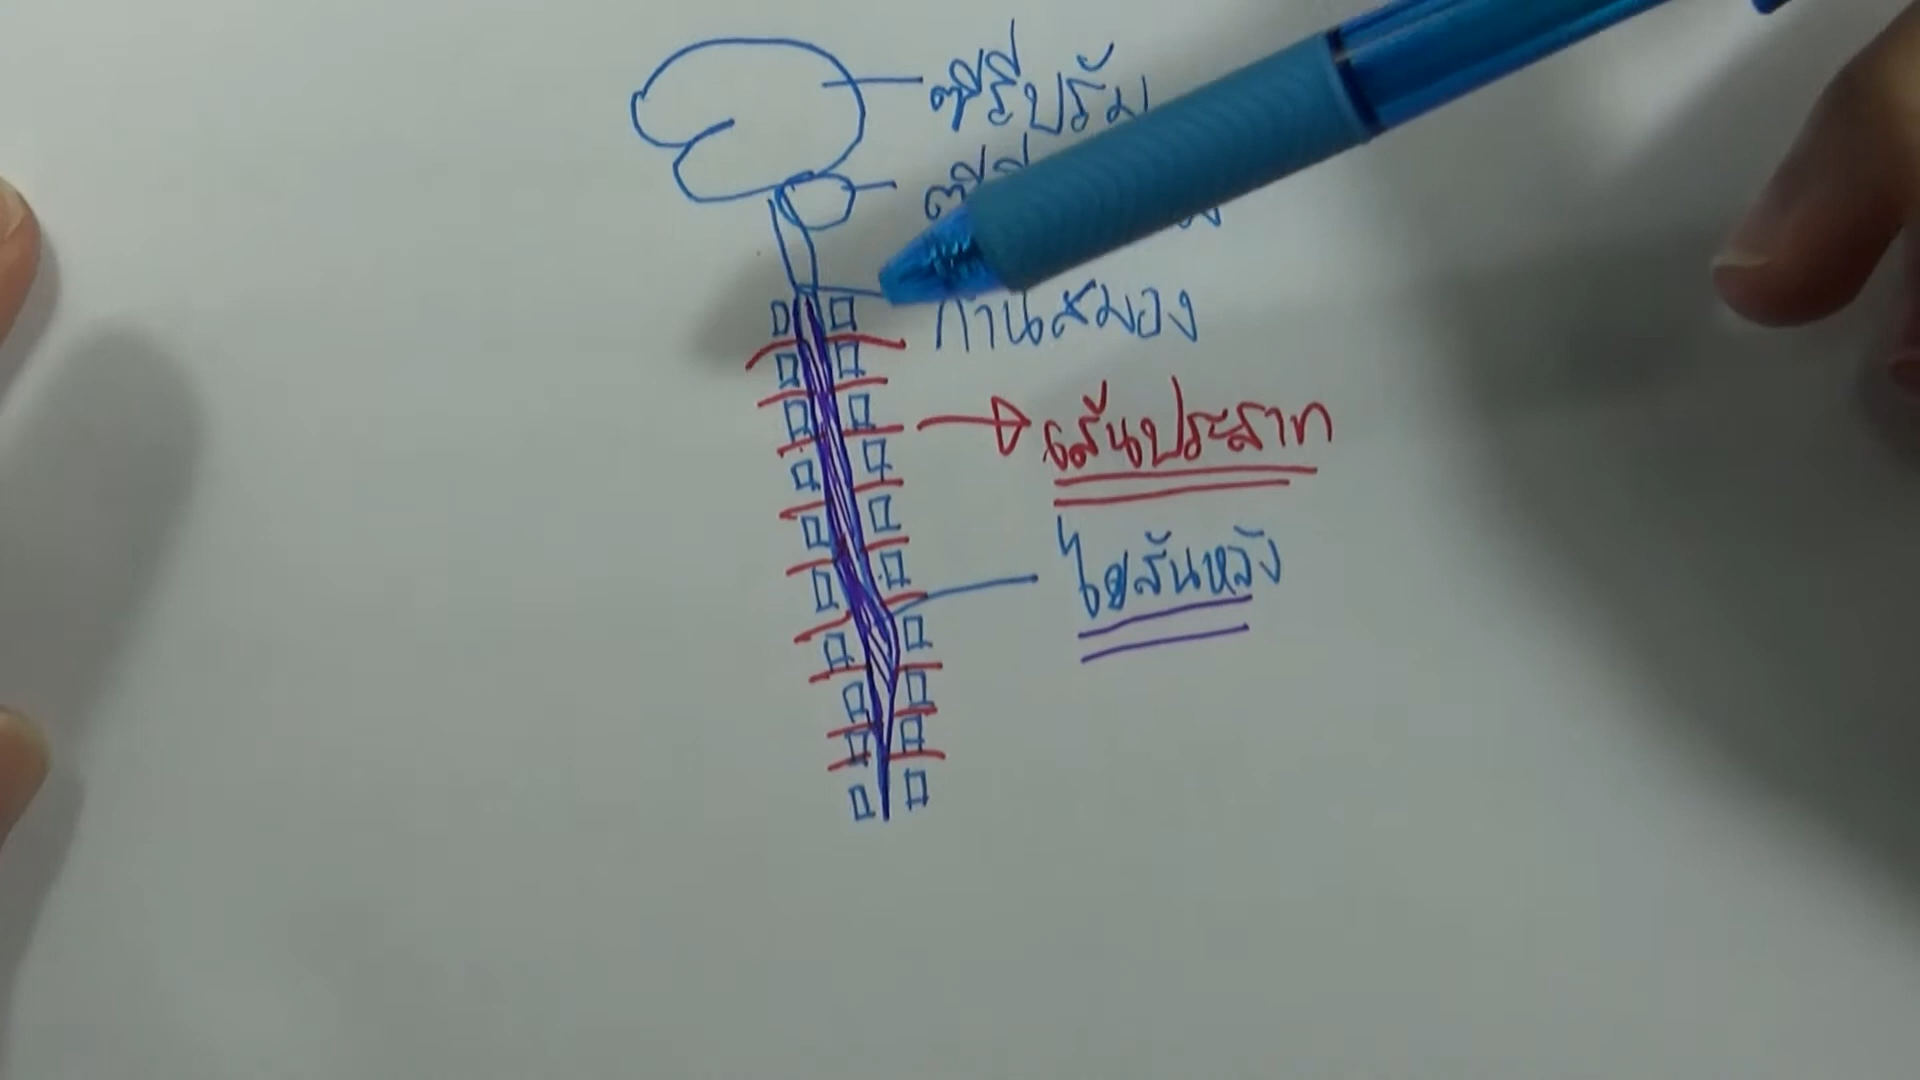 ซีรีบรัม
ก้านสมอง
เส้นประสาท
ไขสันหลัง